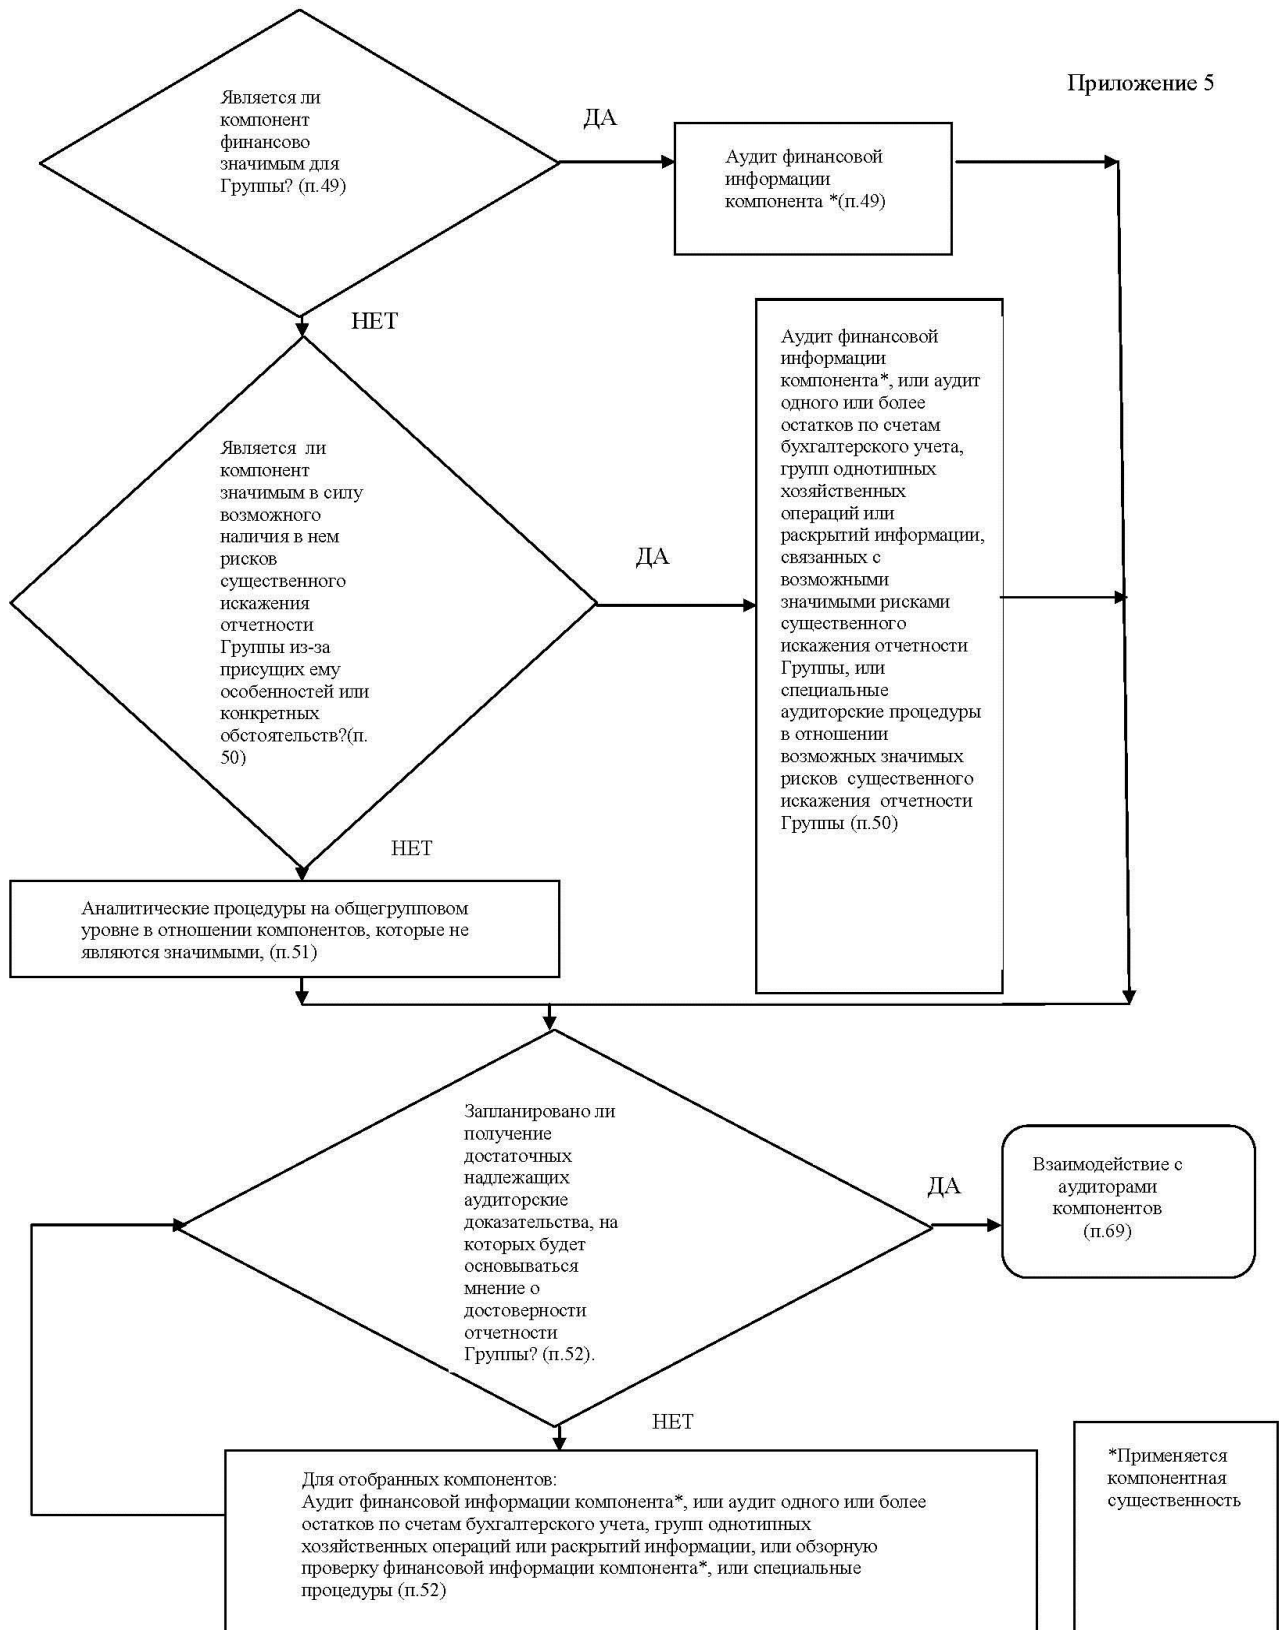 Приложение 5
Является ли
компонент
финансово
значимым для
Группы? (п.49)
ДА
Аудит финансовой
информации
компонента *(п.49)
НЕТ
Является  ли
компонент
значимым в силу
возможного
наличия в нем
рисков
существенного
искажения
отчетности
Группы из-за
присущих ему
особенностей или
конкретных
обстоятельств?(п.
50)
ДА
Аудит финансовой
информации
компонента*, или аудит
одного или более
остатков по счетам
бухгалтерского учета,
групп однотипных
хозяйственных
операций или
раскрытий информации,
связанных с
возможными
значимыми рисками
существенного
искажения отчетности
Группы, или
специальные
аудиторские процедуры
в отношении
возможных значимых
рисков  существенного
искажения  отчетности
Группы (п.50)
НЕТ
Аналитические процедуры на общегрупповом
уровне в отношении компонентов, которые не
являются значимыми, (п.51)
Запланировано ли
получение
достаточных
надлежащих
аудиторские
доказательства, на
которых будет
основываться
мнение о
достоверности
отчетности
Группы? (п.52).
ДА
Взаимодействие с
аудиторами
компонентов
(п.69)
НЕТ
Для отобранных компонентов:
Аудит финансовой информации компонента*, или аудит одного или более
остатков по счетам бухгалтерского учета, групп однотипных
хозяйственных операций или раскрытий информации, или обзорную
проверку финансовой информации компонента*, или специальные
процедуры (п.52)
*Применяется
компонентная
существенность